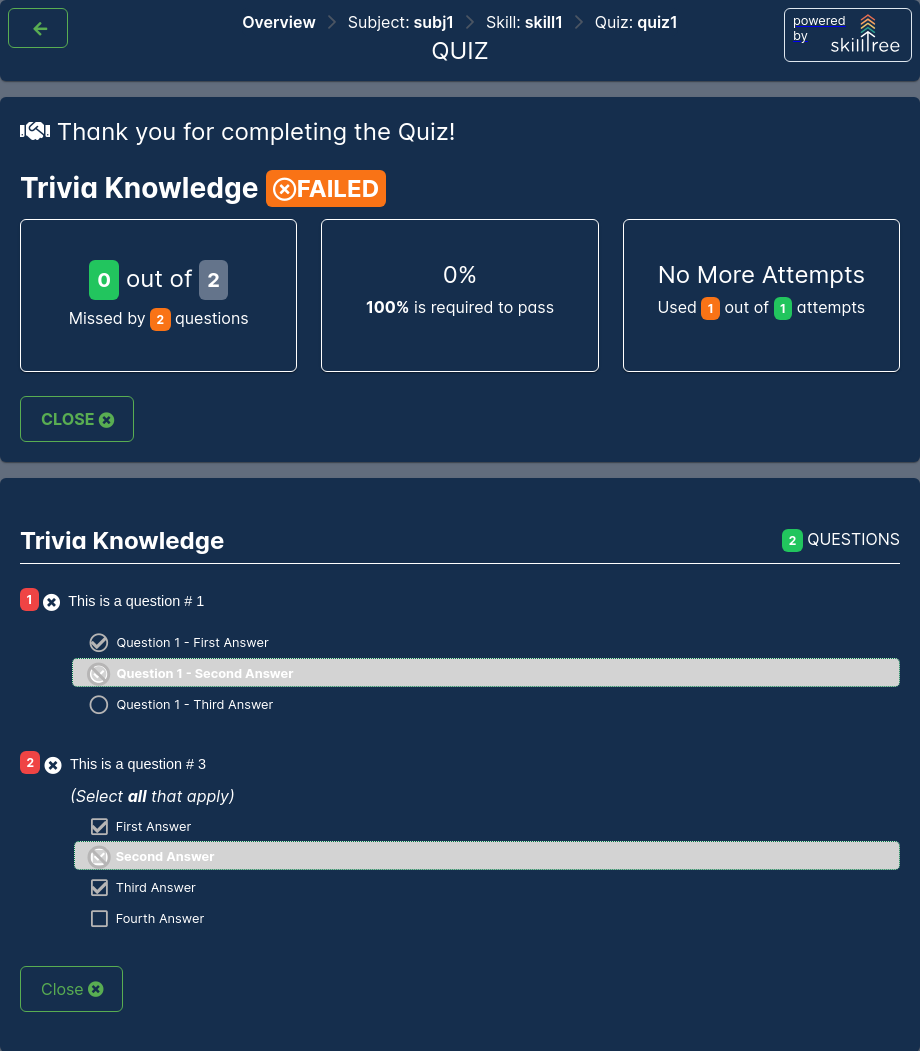 Overview Subject: subj1 Skill: skill1 Quiz: quiz1
QUIZ
powered
by
skilltree
Thank you for completing the Quiz!
Trivia Knowledge FAILED
0 out of 2
Missed by 2 questions
0%
100% is required to pass
No More Attempts
Used 1 out of 1 attempts
CLOSE
Trivia Knowledge
2 QUESTIONS
1 This is a question # 1
Question 1 - First Answer
Question 1 - Second Answer
Question 1 - Third Answer
2 This is a question # 3
(Select all that apply)
First Answer
Second Answer
Third Answer
Fourth Answer
Close